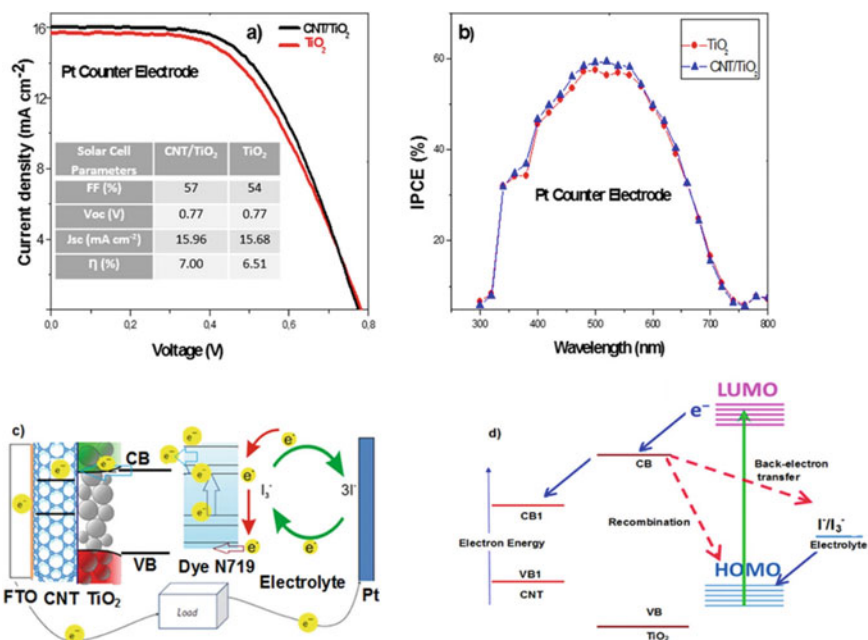 a)
CNT/TiO₂
TiO₂
Pt Counter Electrode
Current density (mA cm⁻²)
16
12
8
4
Solar Cell Parameters CNT/TiO₂ TiO₂
FF (%) 57 54
Voc (V) 0.77 0.77
Jsc (mA cm⁻²) 15.96 15.68
Η (%) 7.00 6.51
0,0 0,2 0,4 0,6 0,8
Voltage (V)
b)
TiO₂
CNT/TiO₂
IPCE (%)
60
40
20
Pt Counter Electrode
300 400 500 600 700 800
Wavelength (nm)
c)
e⁻ e⁻ e⁻ CB e⁻ e⁻ e⁻ e⁻ e⁻
e⁻ e⁻ I₃⁻ 3I⁻
VB e⁻ e⁻
Dye N719 Electrolyte
FTO CNT TiO₂ Pt
Load
e⁻ e⁻
d)
LUMO
e⁻
CB
Back-electron
transfer
CB1
Recombination
I⁻/I₃⁻
Electrolyte
Electron Energy
VB1
CNT
HOMO
VB
TiO₂